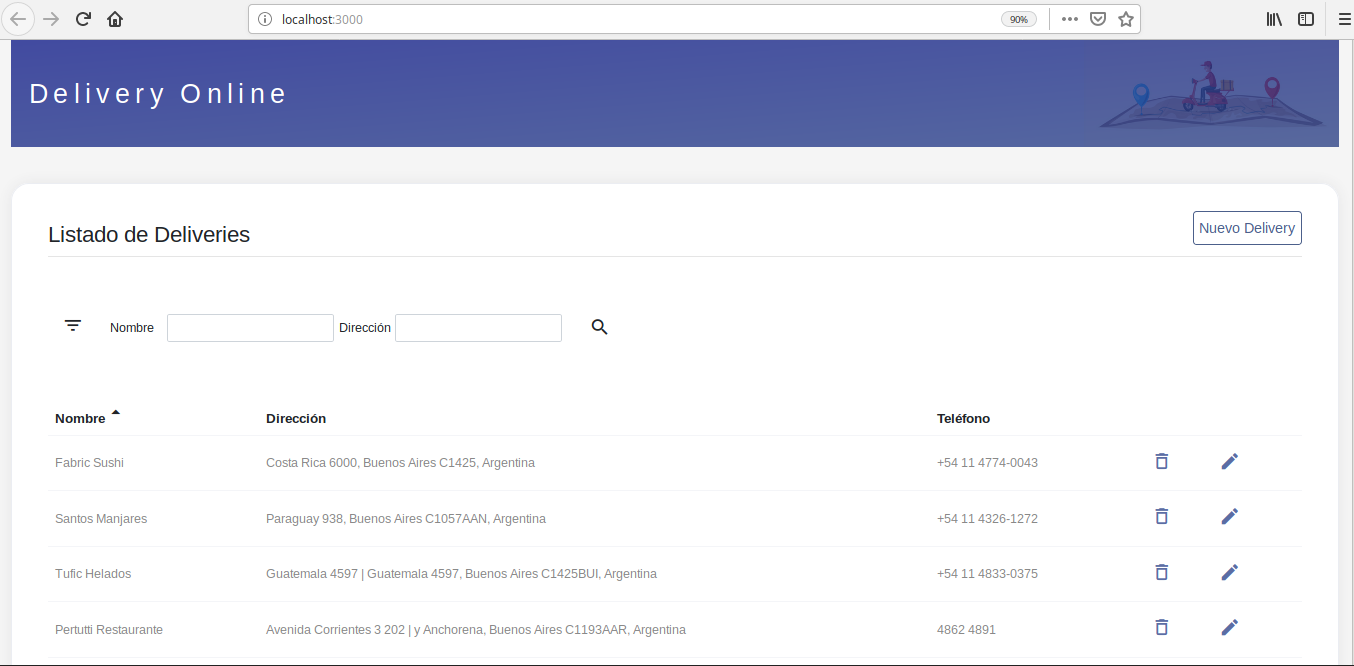 localhost:3000
90%
Delivery Online
Listado de Deliveries
Nuevo Delivery
Nombre
Dirección
Nombre Dirección Teléfono
Fabric Sushi Costa Rica 6000, Buenos Aires C1425, Argentina +54 11 4774-0043
Santos Manjares Paraguay 938, Buenos Aires C1057AAN, Argentina +54 11 4326-1272
Tufic Helados Guatemala 4597 | Guatemala 4597, Buenos Aires C1425BUI, Argentina +54 11 4833-0375
Pertutti Restaurante Avenida Corrientes 3 202 | y Anchorena, Buenos Aires C1193AAR, Argentina 4862 4891